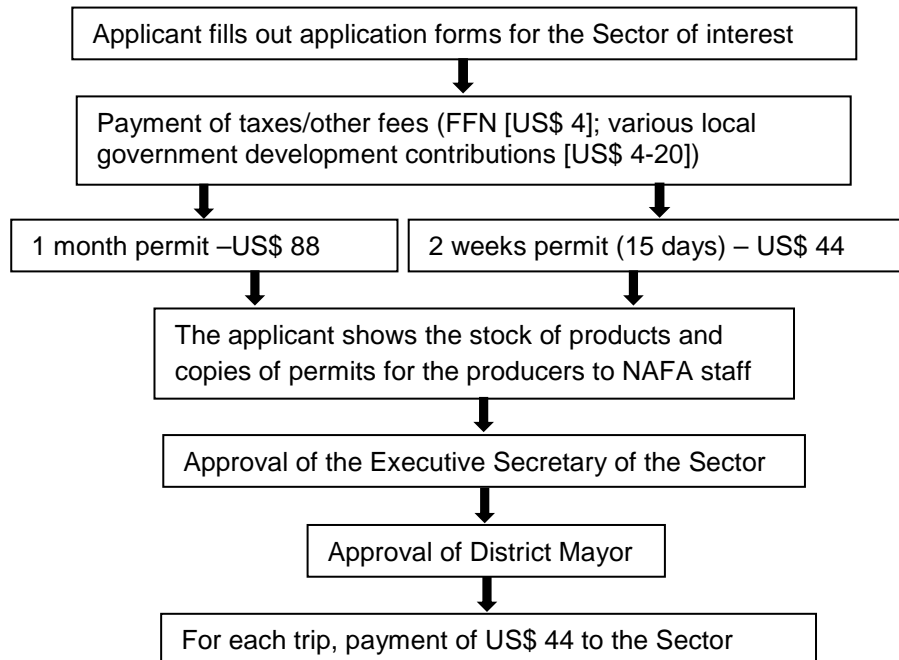 Applicant fills out application forms for the Sector of interest
Payment of taxes/other fees (FFN [US$ 4]; various local
government development contributions [US$ 4-20])
1 month permit –US$ 88
2 weeks permit (15 days) – US$ 44
The applicant shows the stock of products and
copies of permits for the producers to NAFA staff
Approval of the Executive Secretary of the Sector
Approval of District Mayor
For each trip, payment of US$ 44 to the Sector